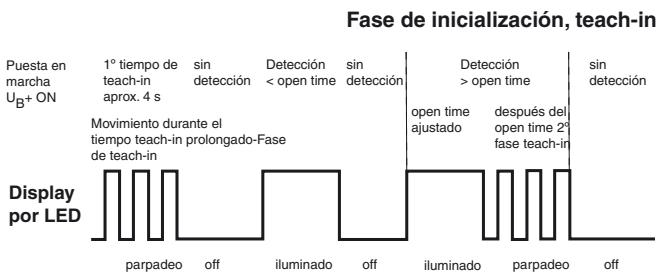 Fase de inicialización, teach-in
Puesta en
marcha
UB+ ON
1º tiempo de
teach-in
aprox. 4 s
sin
detección
Detección
< open time
sin
detección
Detección
> open time
sin
detección
Movimiento durante el
tiempo teach-in prolongado-Fase
de teach-in
open time
ajustado
después del
open time 2º
fase teach-in
Display
por LED
parpadeo
off
iluminado
off
iluminado
parpadeo
off